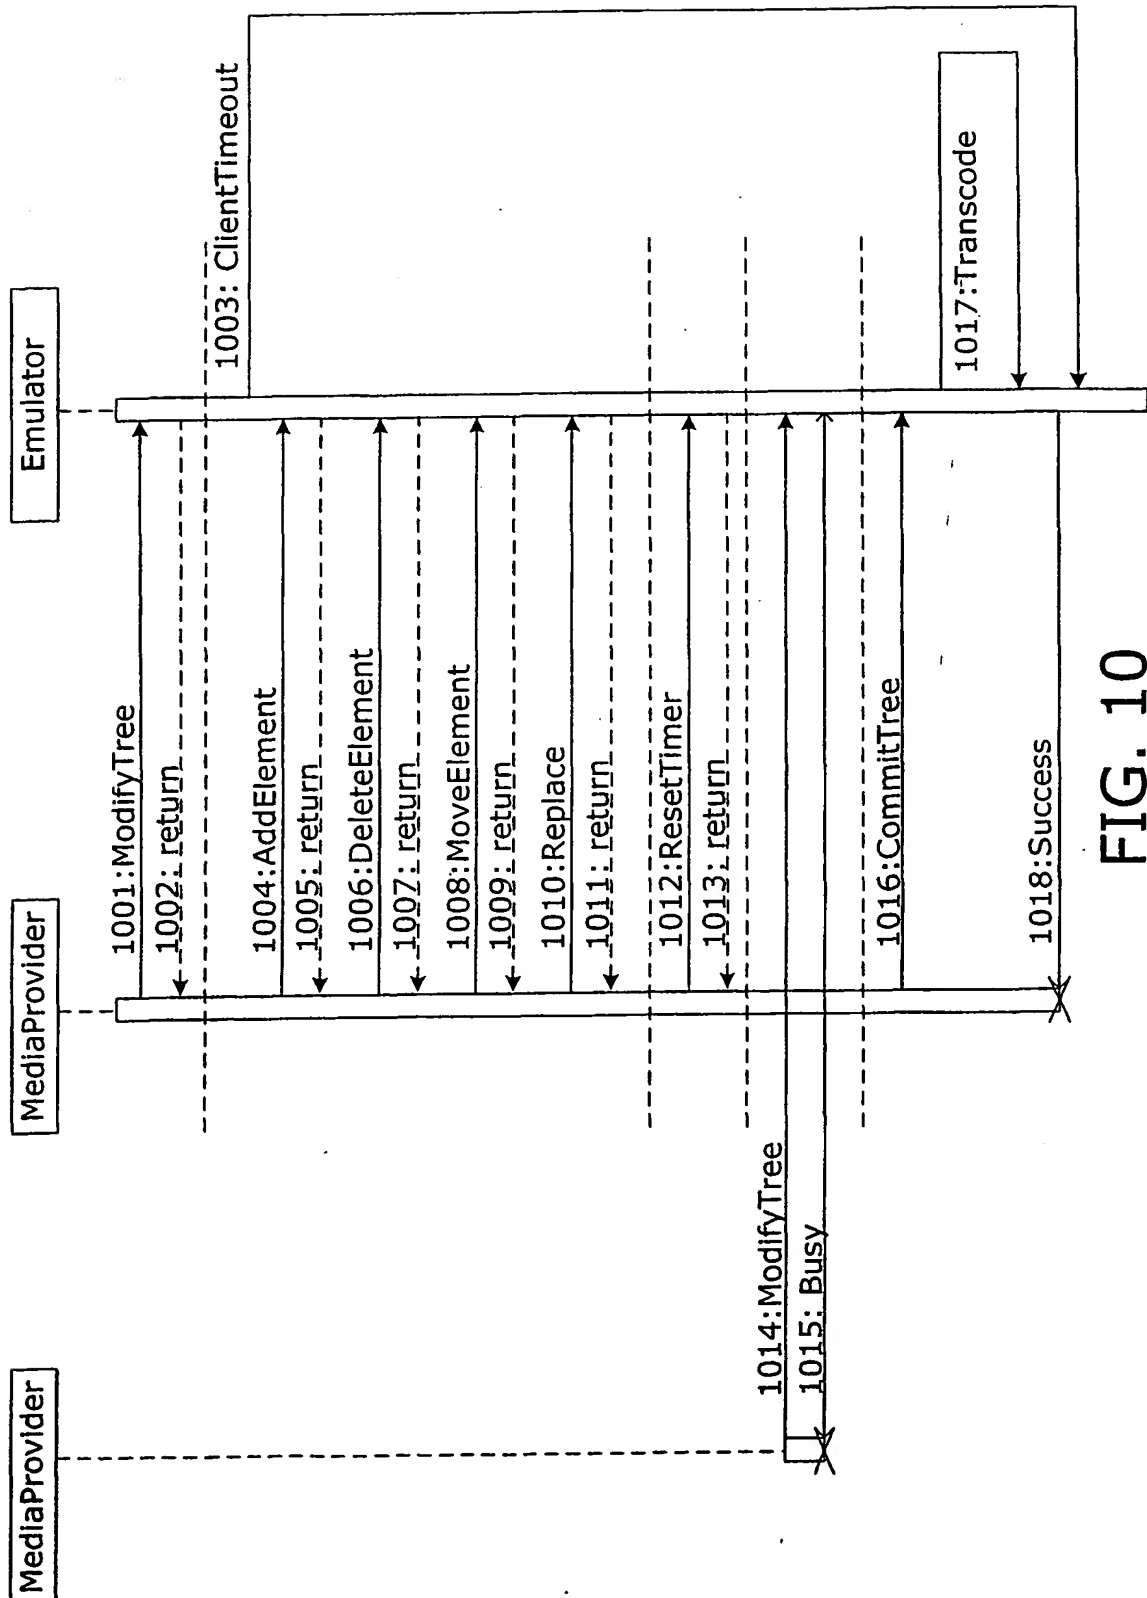 MediaProvider
MediaProvider
Emulator
1001:ModifyTree
1002: return
1003: ClientTimeout
1004:AddElement
1005: return
1006:DeleteElement
1007: return
1008:MoveElement
1009: return
1010:Replace
1011: return
1012:ResetTimer
1013: return
1014:ModifyTree
1015: Busy
1016:CommitTree
1017:Transcode
1018:Success
FIG. 10